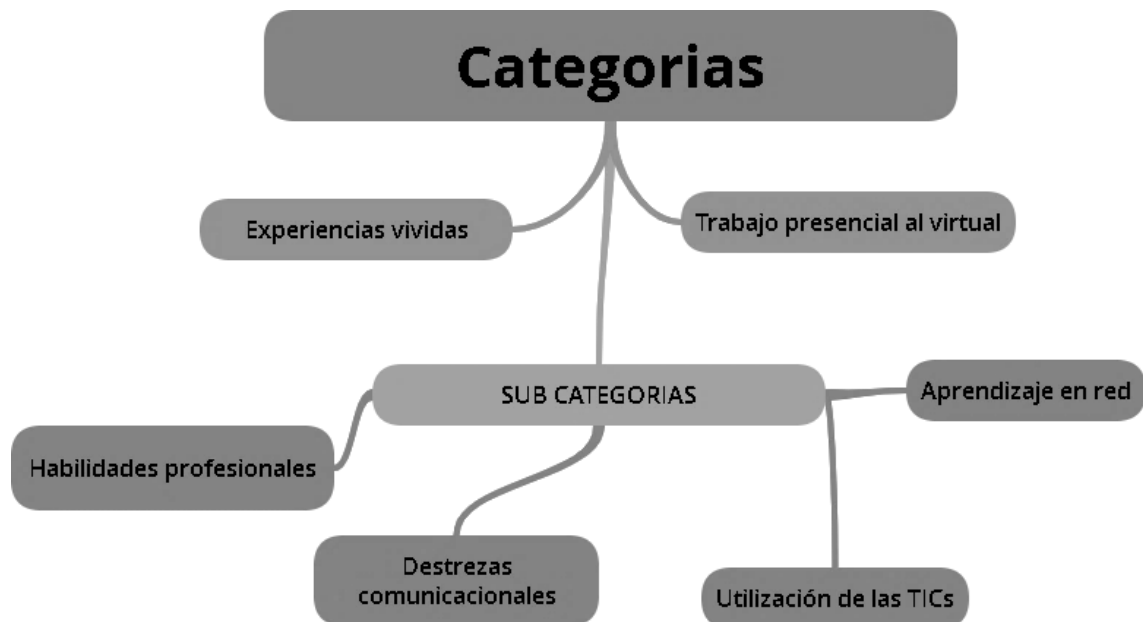 Categorias
Experiencias vividas
Trabajo presencial al virtual
SUB CATEGORIAS
Aprendizaje en red
Habilidades profesionales
Destrezas
comunicacionales
Utilización de las TICs